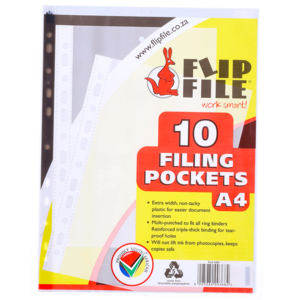 www.flipfile.co.za
FLIP
FILE
work smart!
10
FILING
POCKETS
A4
• Extra width, non-tacky
plastic for easier document
insertion
• Multi-punched to fit all ring binders
Reinforced triple-thick binding for tear-
proof holes
• Will not lift ink from photocopies, keeps
copies safe